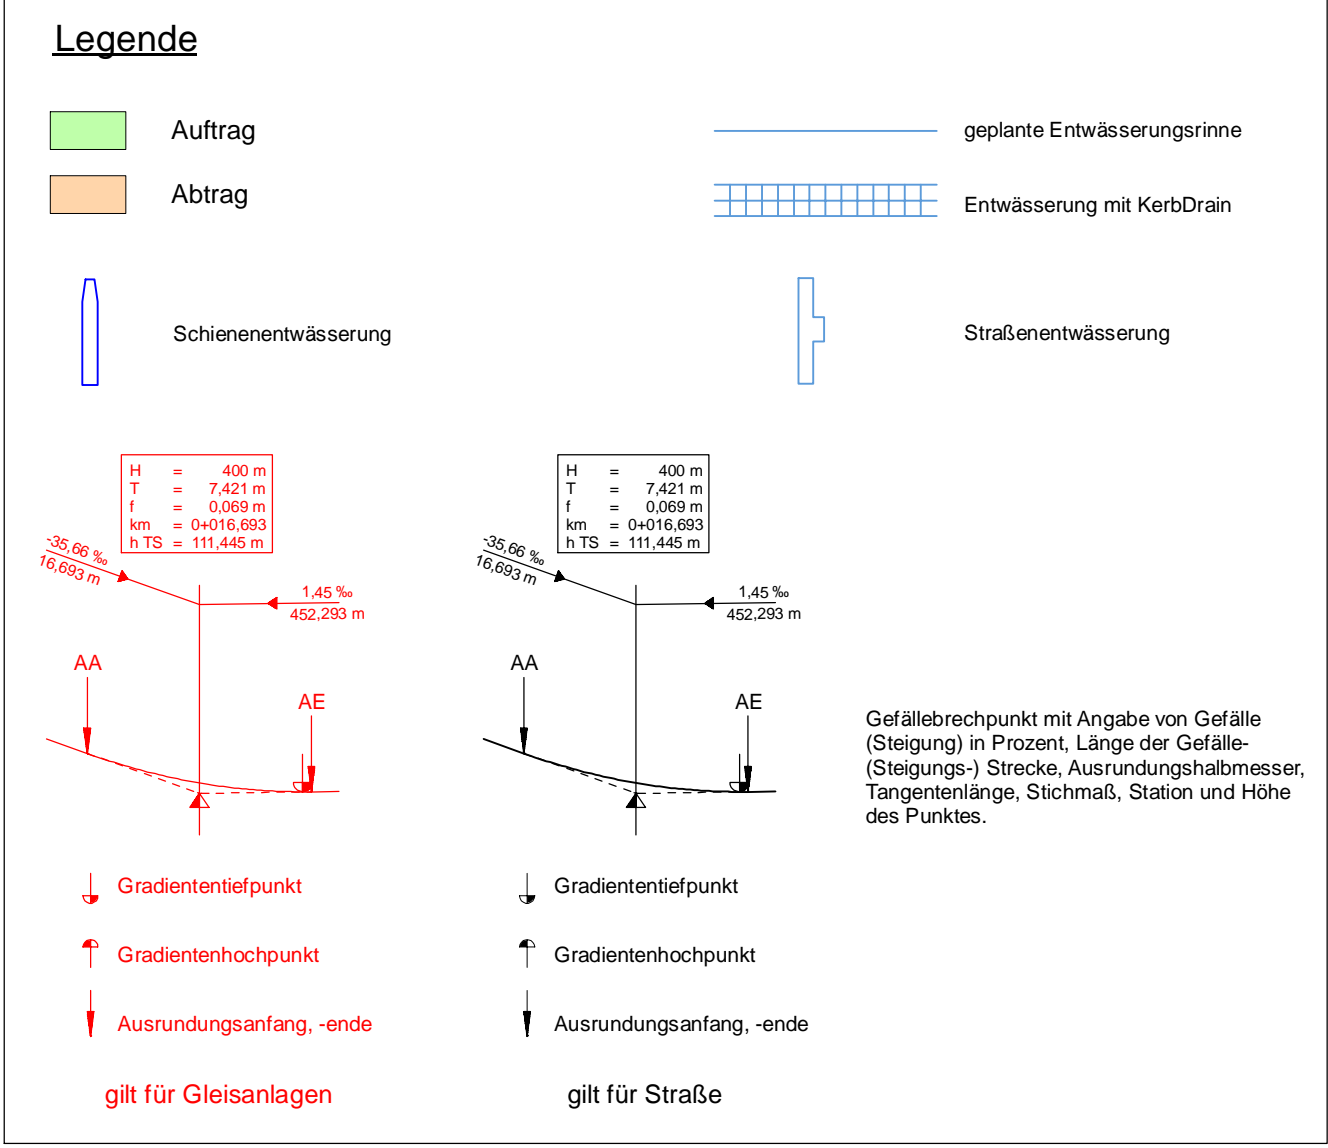 Legende
Auftrag
geplante Entwässerungsrinne
Abtrag
Entwässerung mit KerbDrain
Schienenentwässerung
Straßenentwässerung
H = 400 m
T = 7,421 m
f = 0,069 m
km = 0+016,693
h TS = 111,445 m
-35,66 ‰
16,693 m
1,45 ‰
452,293 m
AA
AE
H = 400 m
T = 7,421 m
f = 0,069 m
km = 0+016,693
h TS = 111,445 m
-35,66 ‰
16,693 m
1,45 ‰
452,293 m
AA
AE
Gefällebrechpunkt mit Angabe von Gefälle
(Steigung) in Prozent, Länge der Gefälle-
(Steigungs-) Strecke, Ausrundungshalbmesser,
Tangentenlänge, Stichmaß, Station und Höhe
des Punktes.
Gradiententiefpunkt
Gradientenhochpunkt
Ausrundungsanfang, -ende
gilt für Gleisanlagen
Gradiententiefpunkt
Gradientenhochpunkt
Ausrundungsanfang, -ende
gilt für Straße